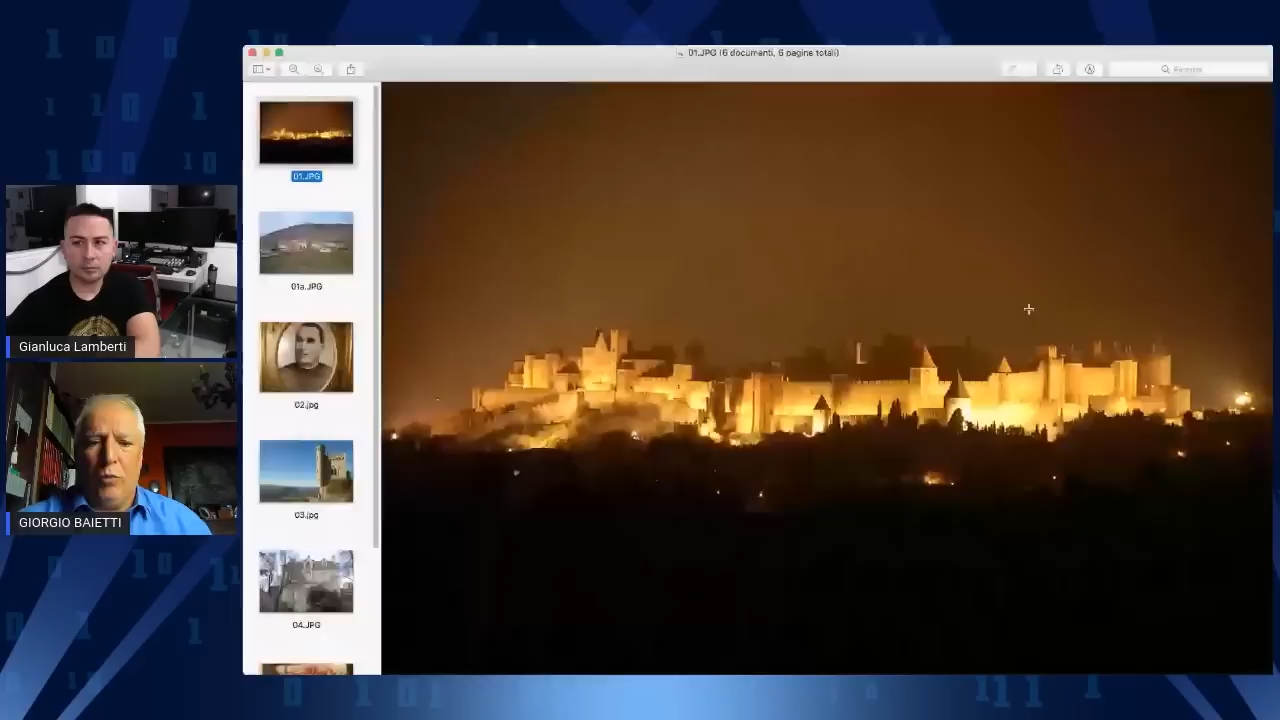 01.JPG (6 documenti, 6 pagine totali)
01.JPG
01a.JPG
02.jpg
03.jpg
04.JPG
Gianluca Lamberti
GIORGIO BAIETTI